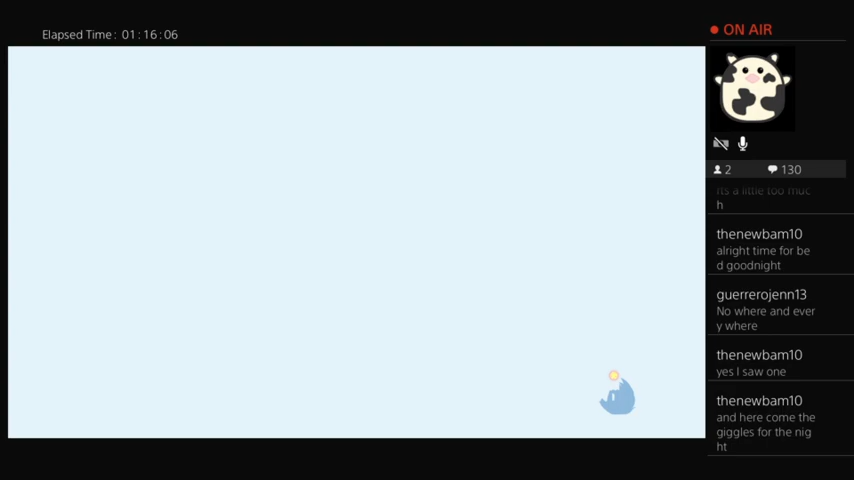 Elapsed Time: 01:16:06
ON AIR
2 130
its a little too muc
h
thenewbam10
alright time for be
d goodnight
guerrerojenn13
No where and ever
y where
thenewbam10
yes I saw one
thenewbam10
and here come the
giggles for the nig
ht